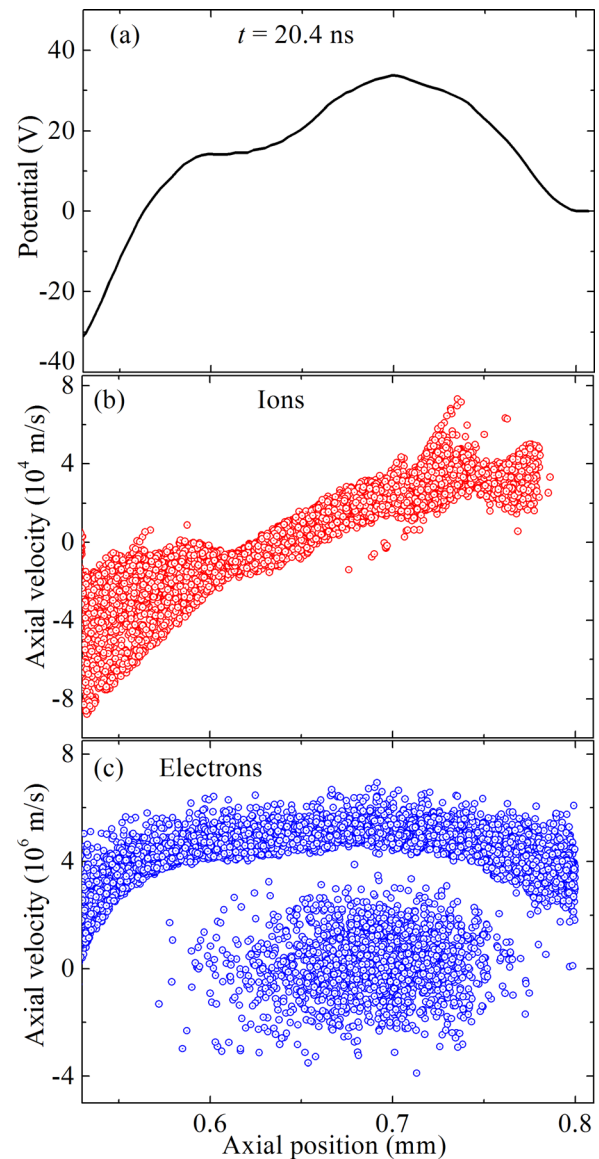 (a) t = 20.4 ns
40
20
0
-20
-40
Potential (V)
(b) Ions
8
4
0
-4
-8
Axial velocity (10⁴ m/s)
(c) Electrons
8
4
0
-4
Axial velocity (10⁶ m/s)
0.6 0.7 0.8
Axial position (mm)